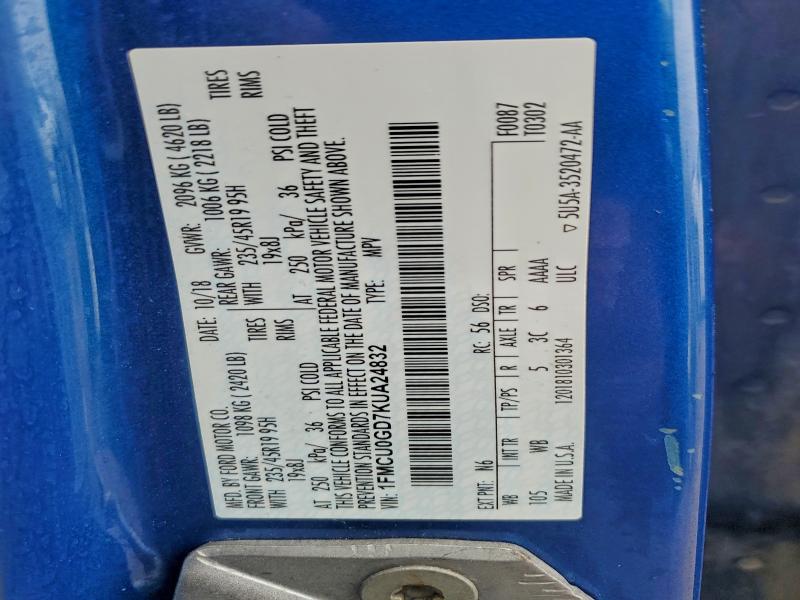 MFD. BY FORD MOTOR CO. DATE: 10/18 GVWR: 2096 KG ( 4620 LB)
FRONT GAWR: 1098 KG ( 2420 LB) REAR GAWR: 1006 KG ( 2218 LB)
WITH 235/45R19 95H TIRES WITH 235/45R19 95H TIRES
19x8J RIMS 19x8J RIMS
AT 250 kPa/ 36 PSI COLD AT 250 kPa/ 36 PSI COLD
THIS VEHICLE CONFORMS TO ALL APPLICABLE FEDERAL MOTOR VEHICLE SAFETY AND THEFT
PREVENTION STANDARDS IN EFFECT ON THE DATE OF MANUFACTURE SHOWN ABOVE.
VIN: 1FMCU0GD7KUA24832 TYPE: MPV
EXT PNT: N6 RC: 56 DSO: F0087
WB INT TR TP/PS R AXLE TR SPR T0302
105 WB 5 3C 6 AAAA
MADE IN U.S.A. 1201810301364 ULC ▽ 5U5A-3520472-AA